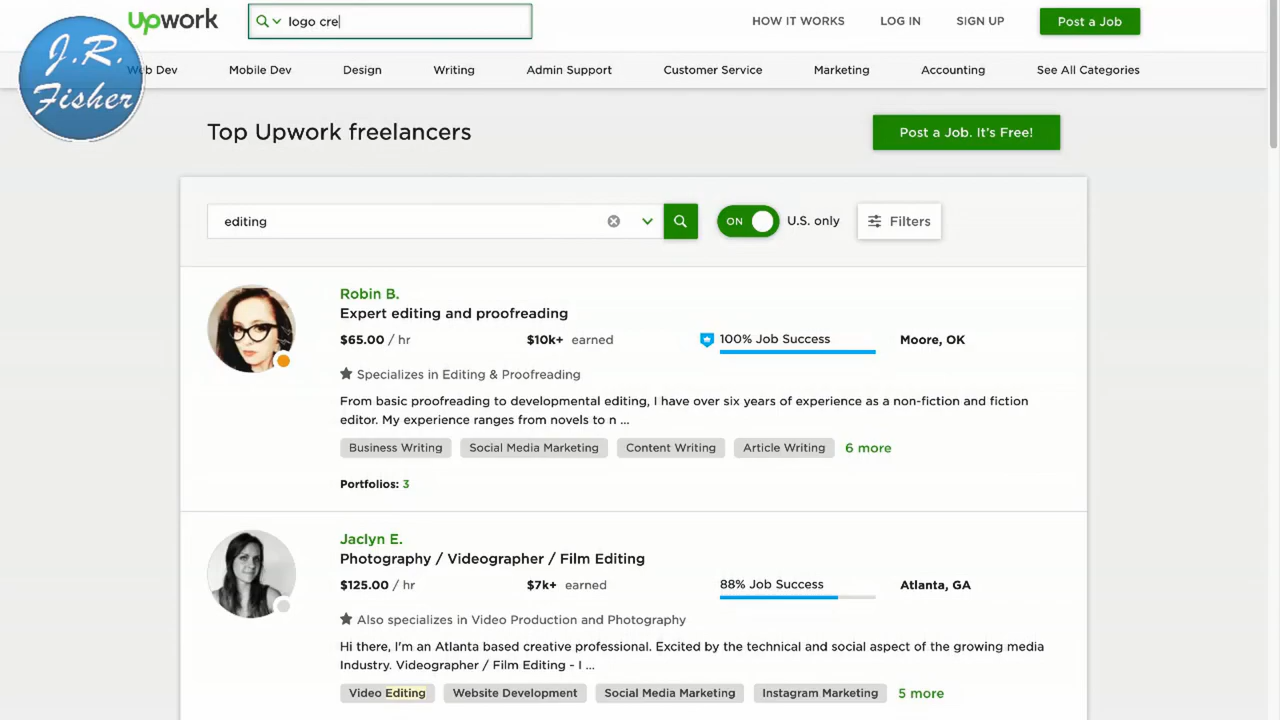 upwork
logo cre
HOW IT WORKS LOG IN SIGN UP Post a Job
J.R.
Fisher
Web Dev Mobile Dev Design Writing Admin Support Customer Service Marketing Accounting See All Categories
Top Upwork freelancers
Post a Job. It's Free!
editing
ON U.S. only Filters
Robin B.
Expert editing and proofreading
$65.00 / hr $10k+ earned 100% Job Success Moore, OK
Specializes in Editing & Proofreading
From basic proofreading to developmental editing, I have over six years of experience as a non-fiction and fiction
editor. My experience ranges from novels to n ...
Business Writing Social Media Marketing Content Writing Article Writing 6 more
Portfolios: 3
Jaclyn E.
Photography / Videographer / Film Editing
$125.00 / hr $7k+ earned 88% Job Success Atlanta, GA
Also specializes in Video Production and Photography
Hi there, I'm an Atlanta based creative professional. Excited by the technical and social aspect of the growing media
Industry. Videographer / Film Editing - I ...
Video Editing Website Development Social Media Marketing Instagram Marketing 5 more